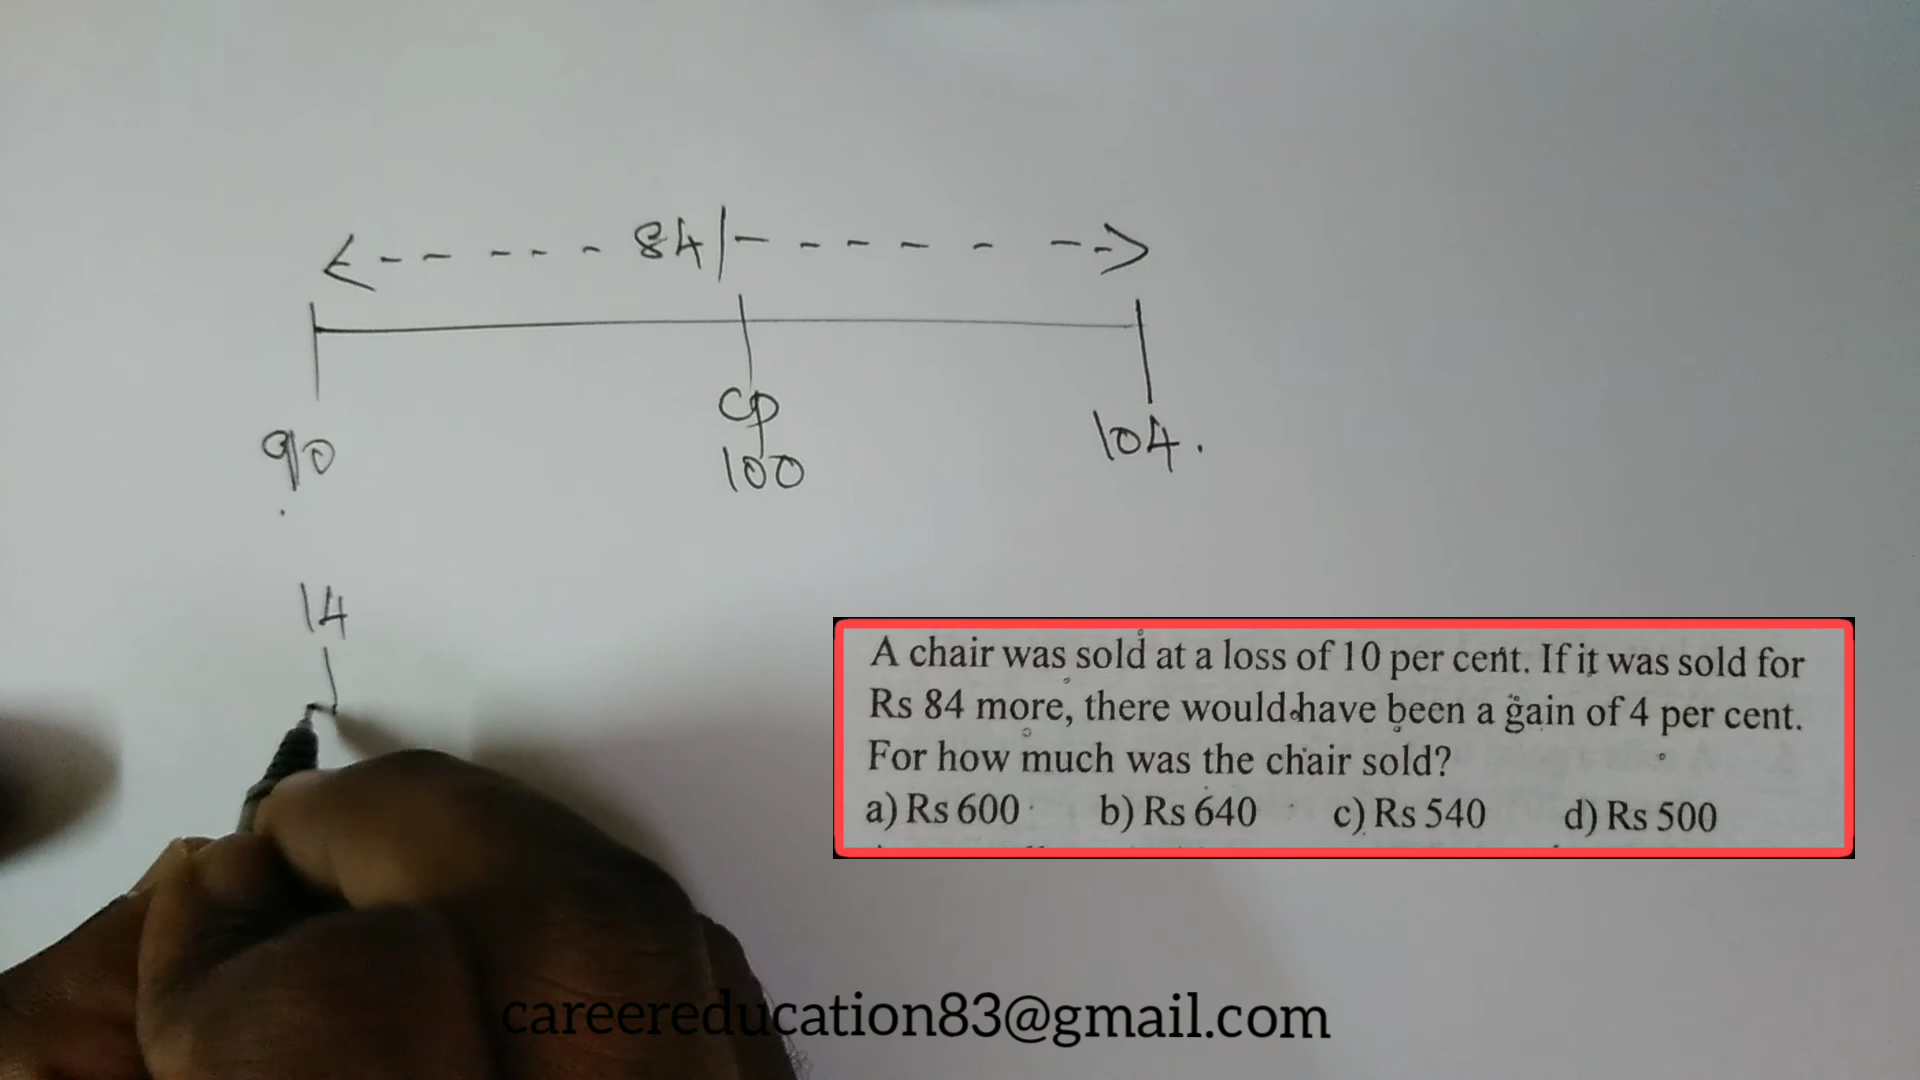 84/-
90
CP
100
104.
14
A chair was sold at a loss of 10 per cent. If it was sold for
Rs 84 more, there would have been a gain of 4 per cent.
For how much was the chair sold?
a) Rs 600 b) Rs 640 c) Rs 540 d) Rs 500
careereducation83@gmail.com